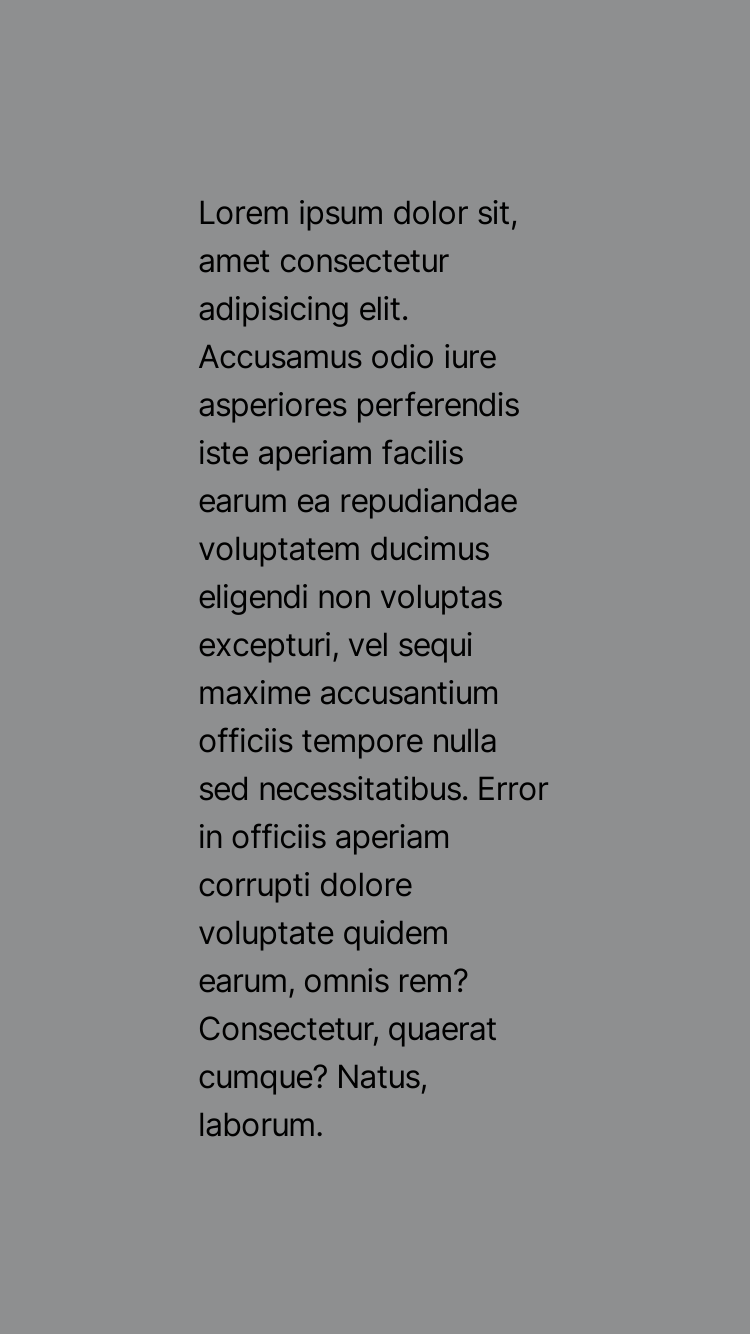 Lorem ipsum dolor sit,
amet consectetur
adipisicing elit.
Accusamus odio iure
asperiores perferendis
iste aperiam facilis
earum ea repudiandae
voluptatem ducimus
eligendi non voluptas
excepturi, vel sequi
maxime accusantium
officiis tempore nulla
sed necessitatibus. Error
in officiis aperiam
corrupti dolore
voluptate quidem
earum, omnis rem?
Consectetur, quaerat
cumque? Natus,
laborum.